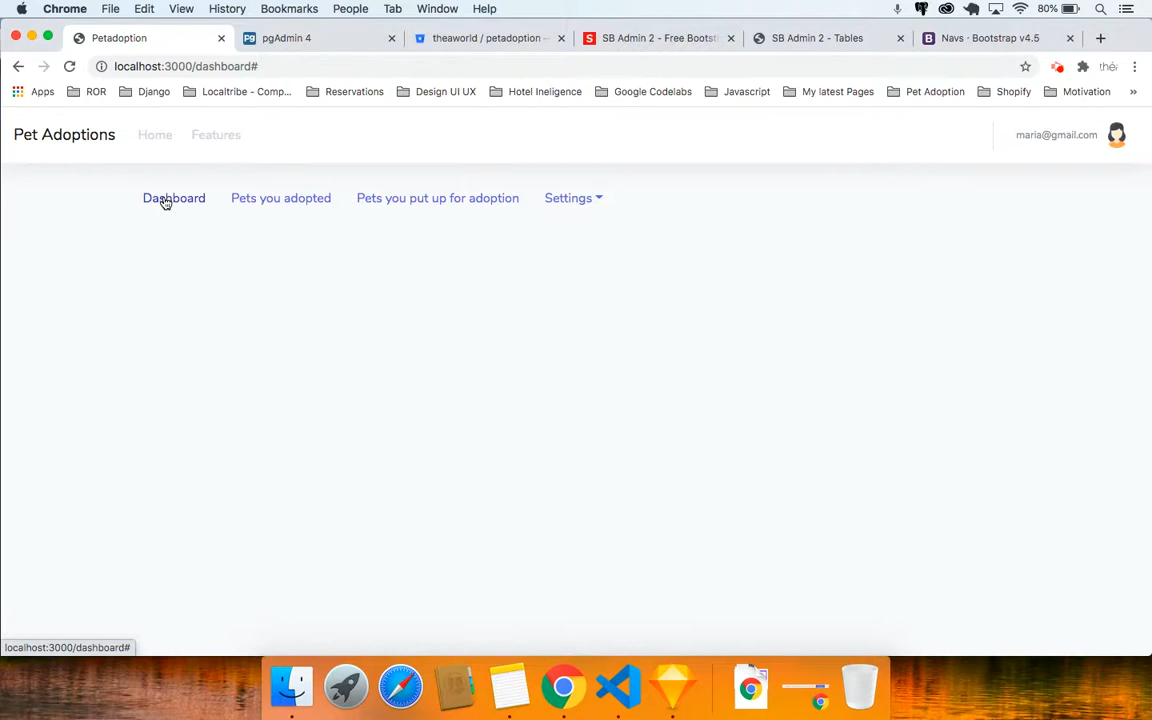 Chrome File Edit View History Bookmarks People Tab Window Help 80%
Petadoption pgAdmin 4 theaworld / petadoption — SB Admin 2 - Free Bootst SB Admin 2 - Tables Navs · Bootstrap v4.5
localhost:3000/dashboard# théa
Apps ROR Django Localtribe - Comp... Reservations Design UI UX Hotel Ineligence Google Codelabs Javascript My latest Pages Pet Adoption Shopify Motivation »
Pet Adoptions Home Features maria@gmail.com
Dashboard Pets you adopted Pets you put up for adoption Settings
localhost:3000/dashboard#